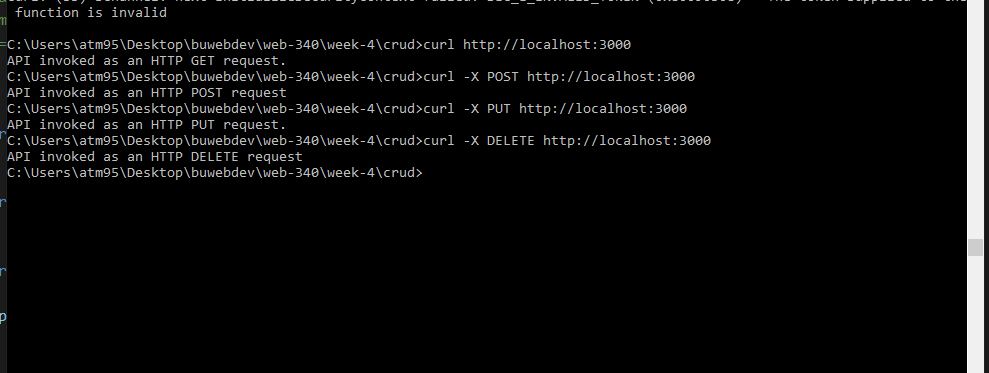 function is invalid
C:\Users\atm95\Desktop\buwebdev\web-340\week-4\crud>curl http://localhost:3000
API invoked as an HTTP GET request.
C:\Users\atm95\Desktop\buwebdev\web-340\week-4\crud>curl -X POST http://localhost:3000
API invoked as an HTTP POST request
C:\Users\atm95\Desktop\buwebdev\web-340\week-4\crud>curl -X PUT http://localhost:3000
API invoked as an HTTP PUT request.
C:\Users\atm95\Desktop\buwebdev\web-340\week-4\crud>curl -X DELETE http://localhost:3000
API invoked as an HTTP DELETE request
C:\Users\atm95\Desktop\buwebdev\web-340\week-4\crud>